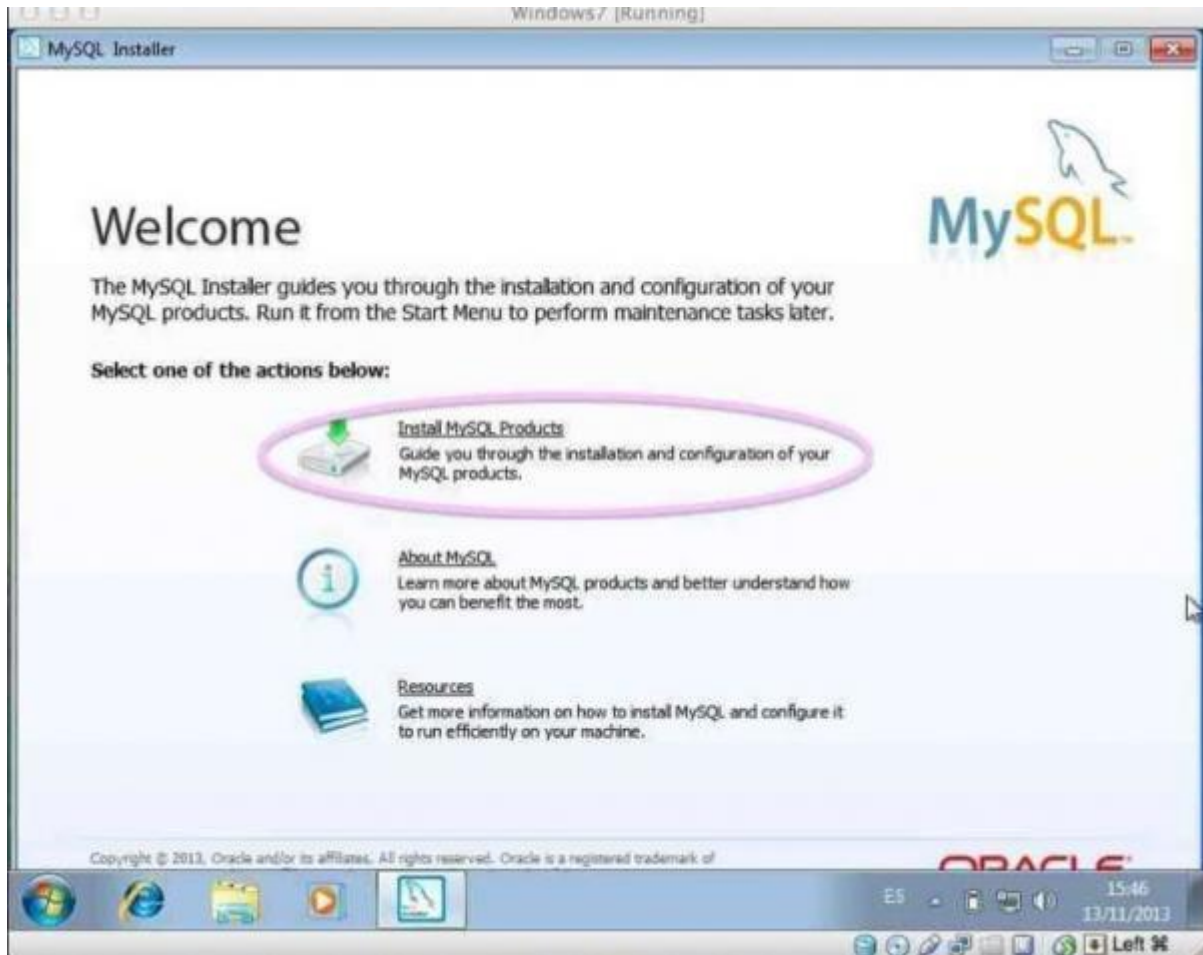 Windows7 [Running]
MySQL Installer
MySQL
Welcome
The MySQL Installer guides you through the installation and configuration of your
MySQL products. Run it from the Start Menu to perform maintenance tasks later.
Select one of the actions below:
Install MySQL Products
Guide you through the installation and configuration of your
MySQL products.
About MySQL
Learn more about MySQL products and better understand how
you can benefit the most.
Resources
Get more information on how to install MySQL and configure it
to run efficiently on your machine.
Copyright © 2013, Oracle and/or its affiliates. All rights reserved. Oracle is a registered trademark of
ORACLE
ES
15:46
13/11/2013
Left ⌘